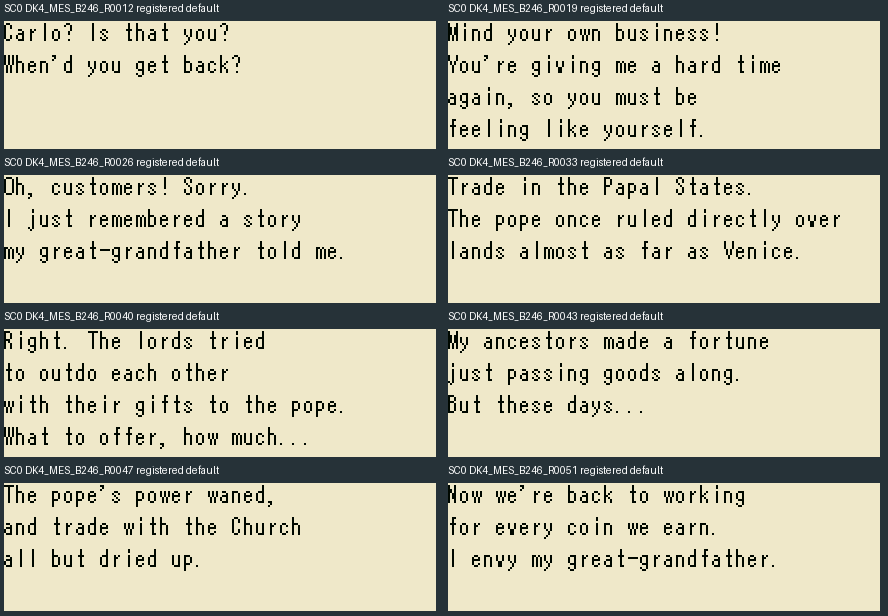 SC0 DK4_MES_B246_R0012 registered default
Carlo? Is that you?
When'd you get back?
SC0 DK4_MES_B246_R0019 registered default
Mind your own business!
You're giving me a hard time
again, so you must be
feeling like yourself.
SC0 DK4_MES_B246_R0026 registered default
Oh, customers! Sorry.
I just remembered a story
my great-grandfather told me.
SC0 DK4_MES_B246_R0033 registered default
Trade in the Papal States.
The pope once ruled directly over
lands almost as far as Venice.
SC0 DK4_MES_B246_R0040 registered default
Right. The lords tried
to outdo each other
with their gifts to the pope.
What to offer, how much...
SC0 DK4_MES_B246_R0043 registered default
My ancestors made a fortune
just passing goods along.
But these days...
SC0 DK4_MES_B246_R0047 registered default
The pope's power waned,
and trade with the Church
all but dried up.
SC0 DK4_MES_B246_R0051 registered default
Now we're back to working
for every coin we earn.
I envy my great-grandfather.